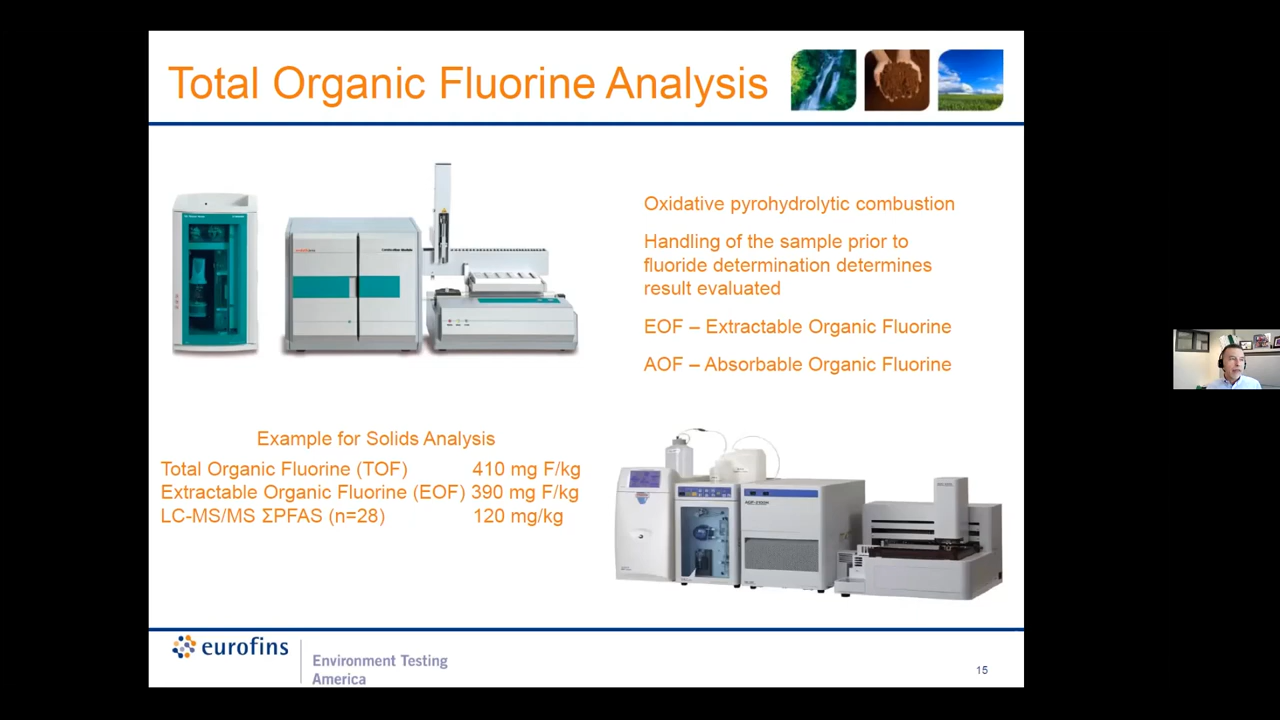 Total Organic Fluorine Analysis
Oxidative pyrohydrolytic combustion
Handling of the sample prior to
fluoride determination determines
result evaluated
EOF – Extractable Organic Fluorine
AOF – Absorbable Organic Fluorine
Example for Solids Analysis
Total Organic Fluorine (TOF) 410 mg F/kg
Extractable Organic Fluorine (EOF) 390 mg F/kg
LC-MS/MS ΣPFAS (n=28) 120 mg/kg
eurofins
Environment Testing
America
15